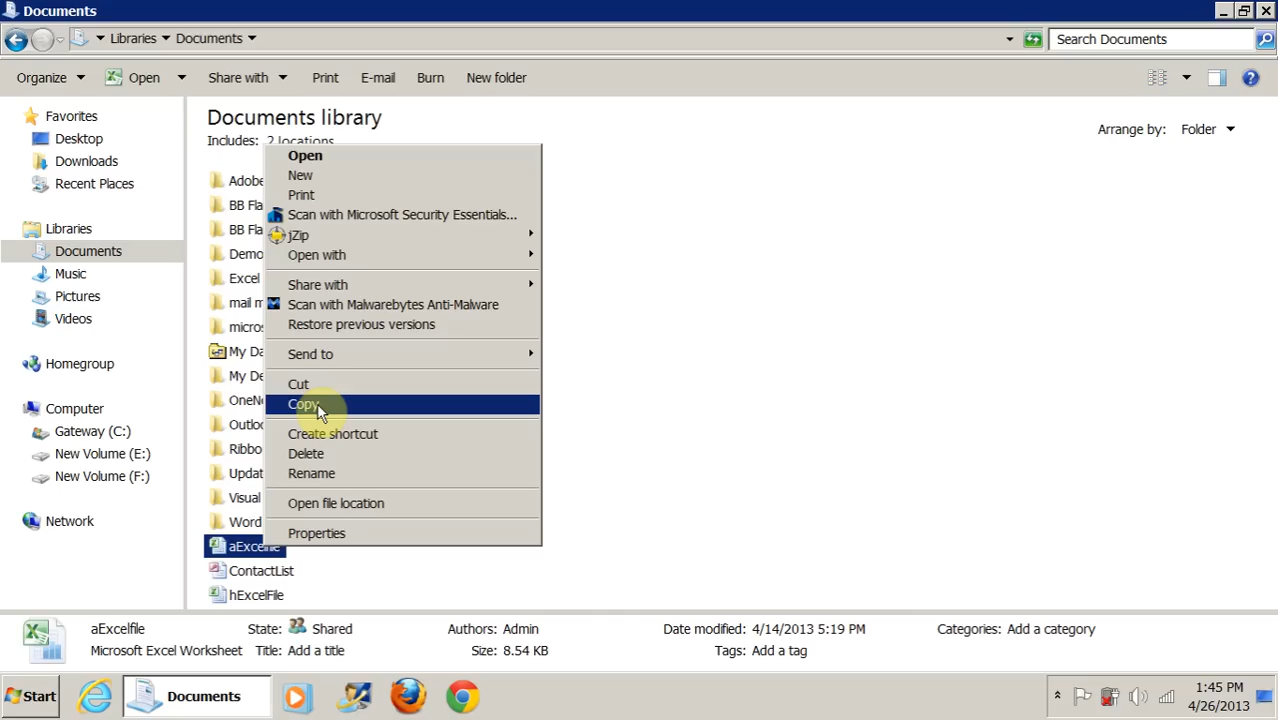 Documents
Libraries Documents
Search Documents
Organize Open Share with Print E-mail Burn New folder
Favorites
Desktop
Downloads
Recent Places
Libraries
Documents
Music
Pictures
Videos
Homegroup
Computer
Gateway (C:)
New Volume (E:)
New Volume (F:)
Network
Documents library
Includes: 2 locations
Arrange by: Folder
Adobe
BB Fla
BB Fla
Demo
Excel
mail m
micros
My Da
My De
OneN
Outlo
Ribbo
Updat
Visual
Word
aExcelfile
ContactList
hExcelFile
Open
New
Print
Scan with Microsoft Security Essentials...
jZip
Open with
Share with
Scan with Malwarebytes Anti-Malware
Restore previous versions
Send to
Cut
Copy
Create shortcut
Delete
Rename
Open file location
Properties
aExcelfile State: Shared Authors: Admin Date modified: 4/14/2013 5:19 PM Categories: Add a category
Microsoft Excel Worksheet Title: Add a title Size: 8.54 KB Tags: Add a tag
Start Documents
1:45 PM
4/26/2013